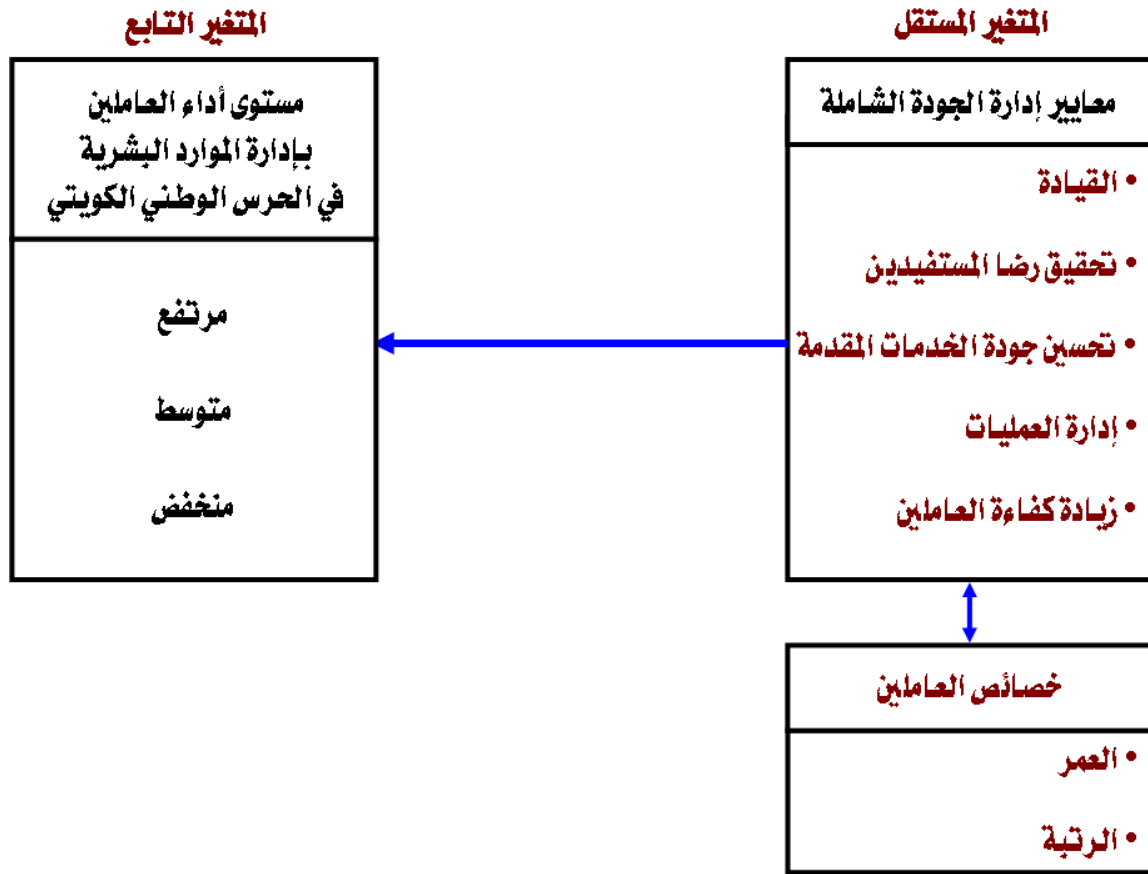 المتغير المستقل
معايير إدارة الجودة الشاملة
• القيادة
• تحقيق رضا المستفيدين
• تحسين جودة الخدمات المقدمة
• إدارة العمليات
• زيادة كفاءة العاملين
خصائص العاملين
• العمر
• الرتبة
المتغير التابع
مستوى أداء العاملين
بإدارة الموارد البشرية
في الحرس الوطني الكويتي
مرتفع
متوسط
منخفض